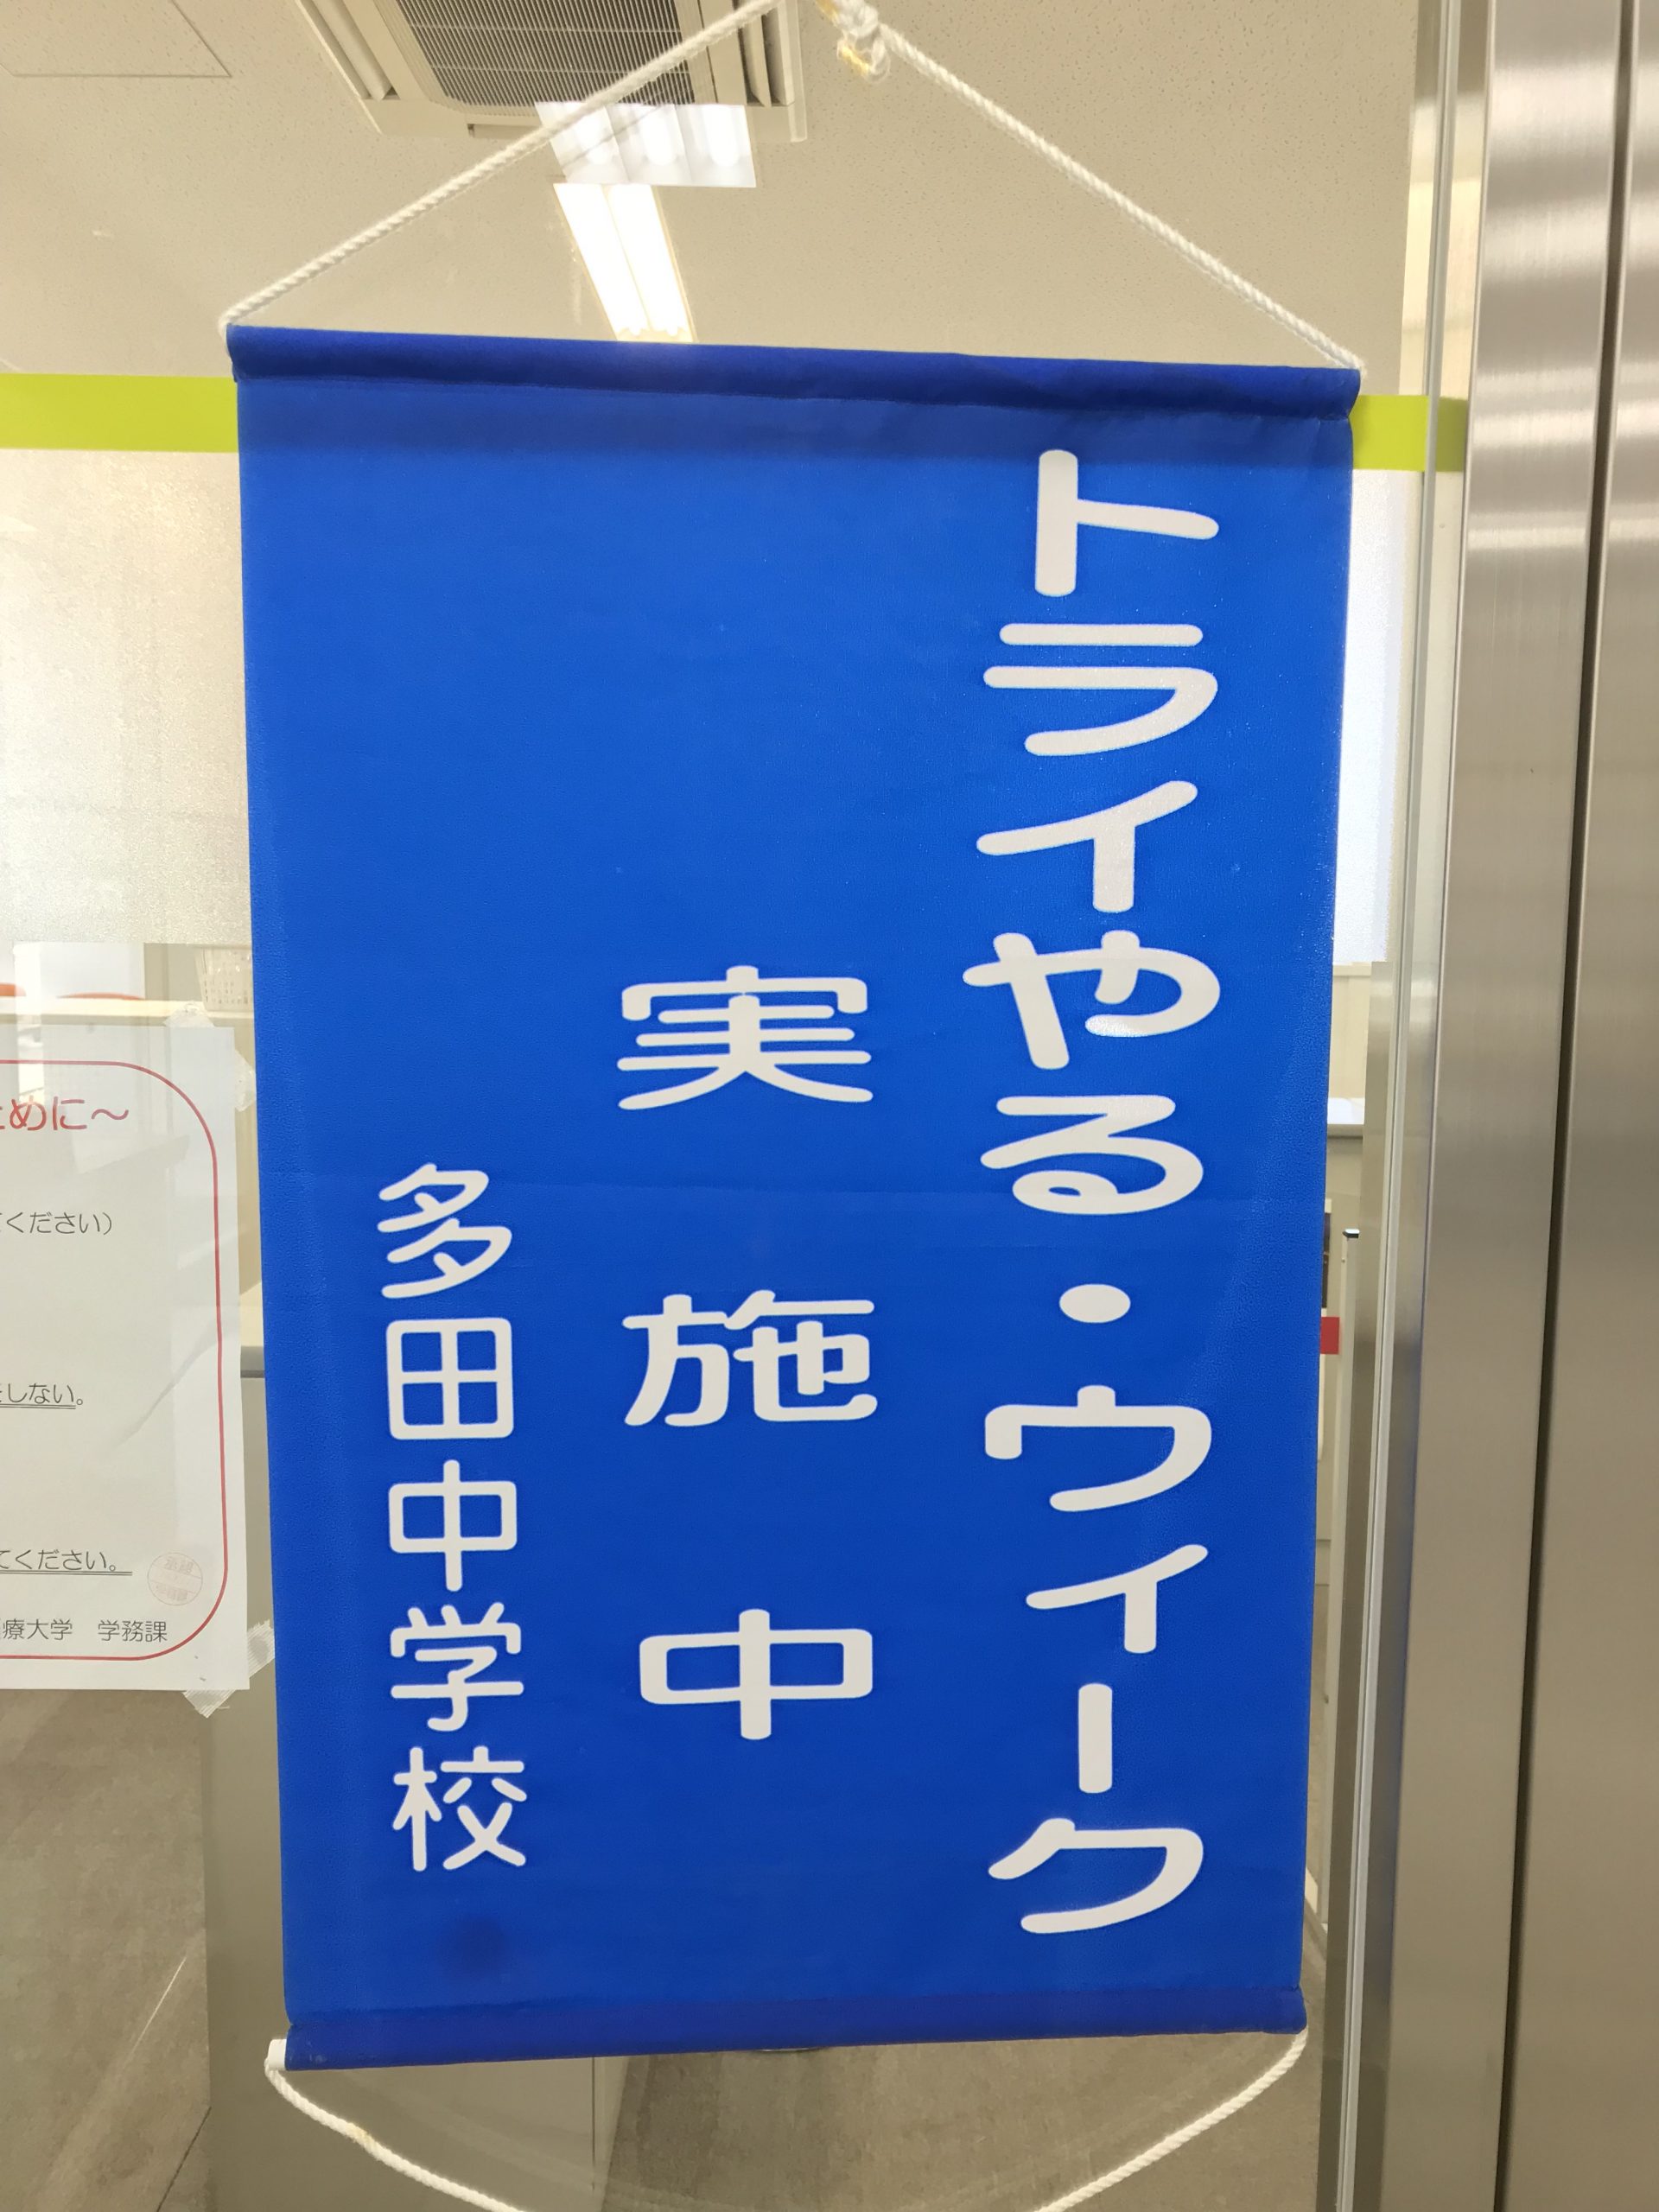 トライやる・ウィーク
実施中
多田中学校
めに～
ください）
しない。
てください。
療大学　学務課